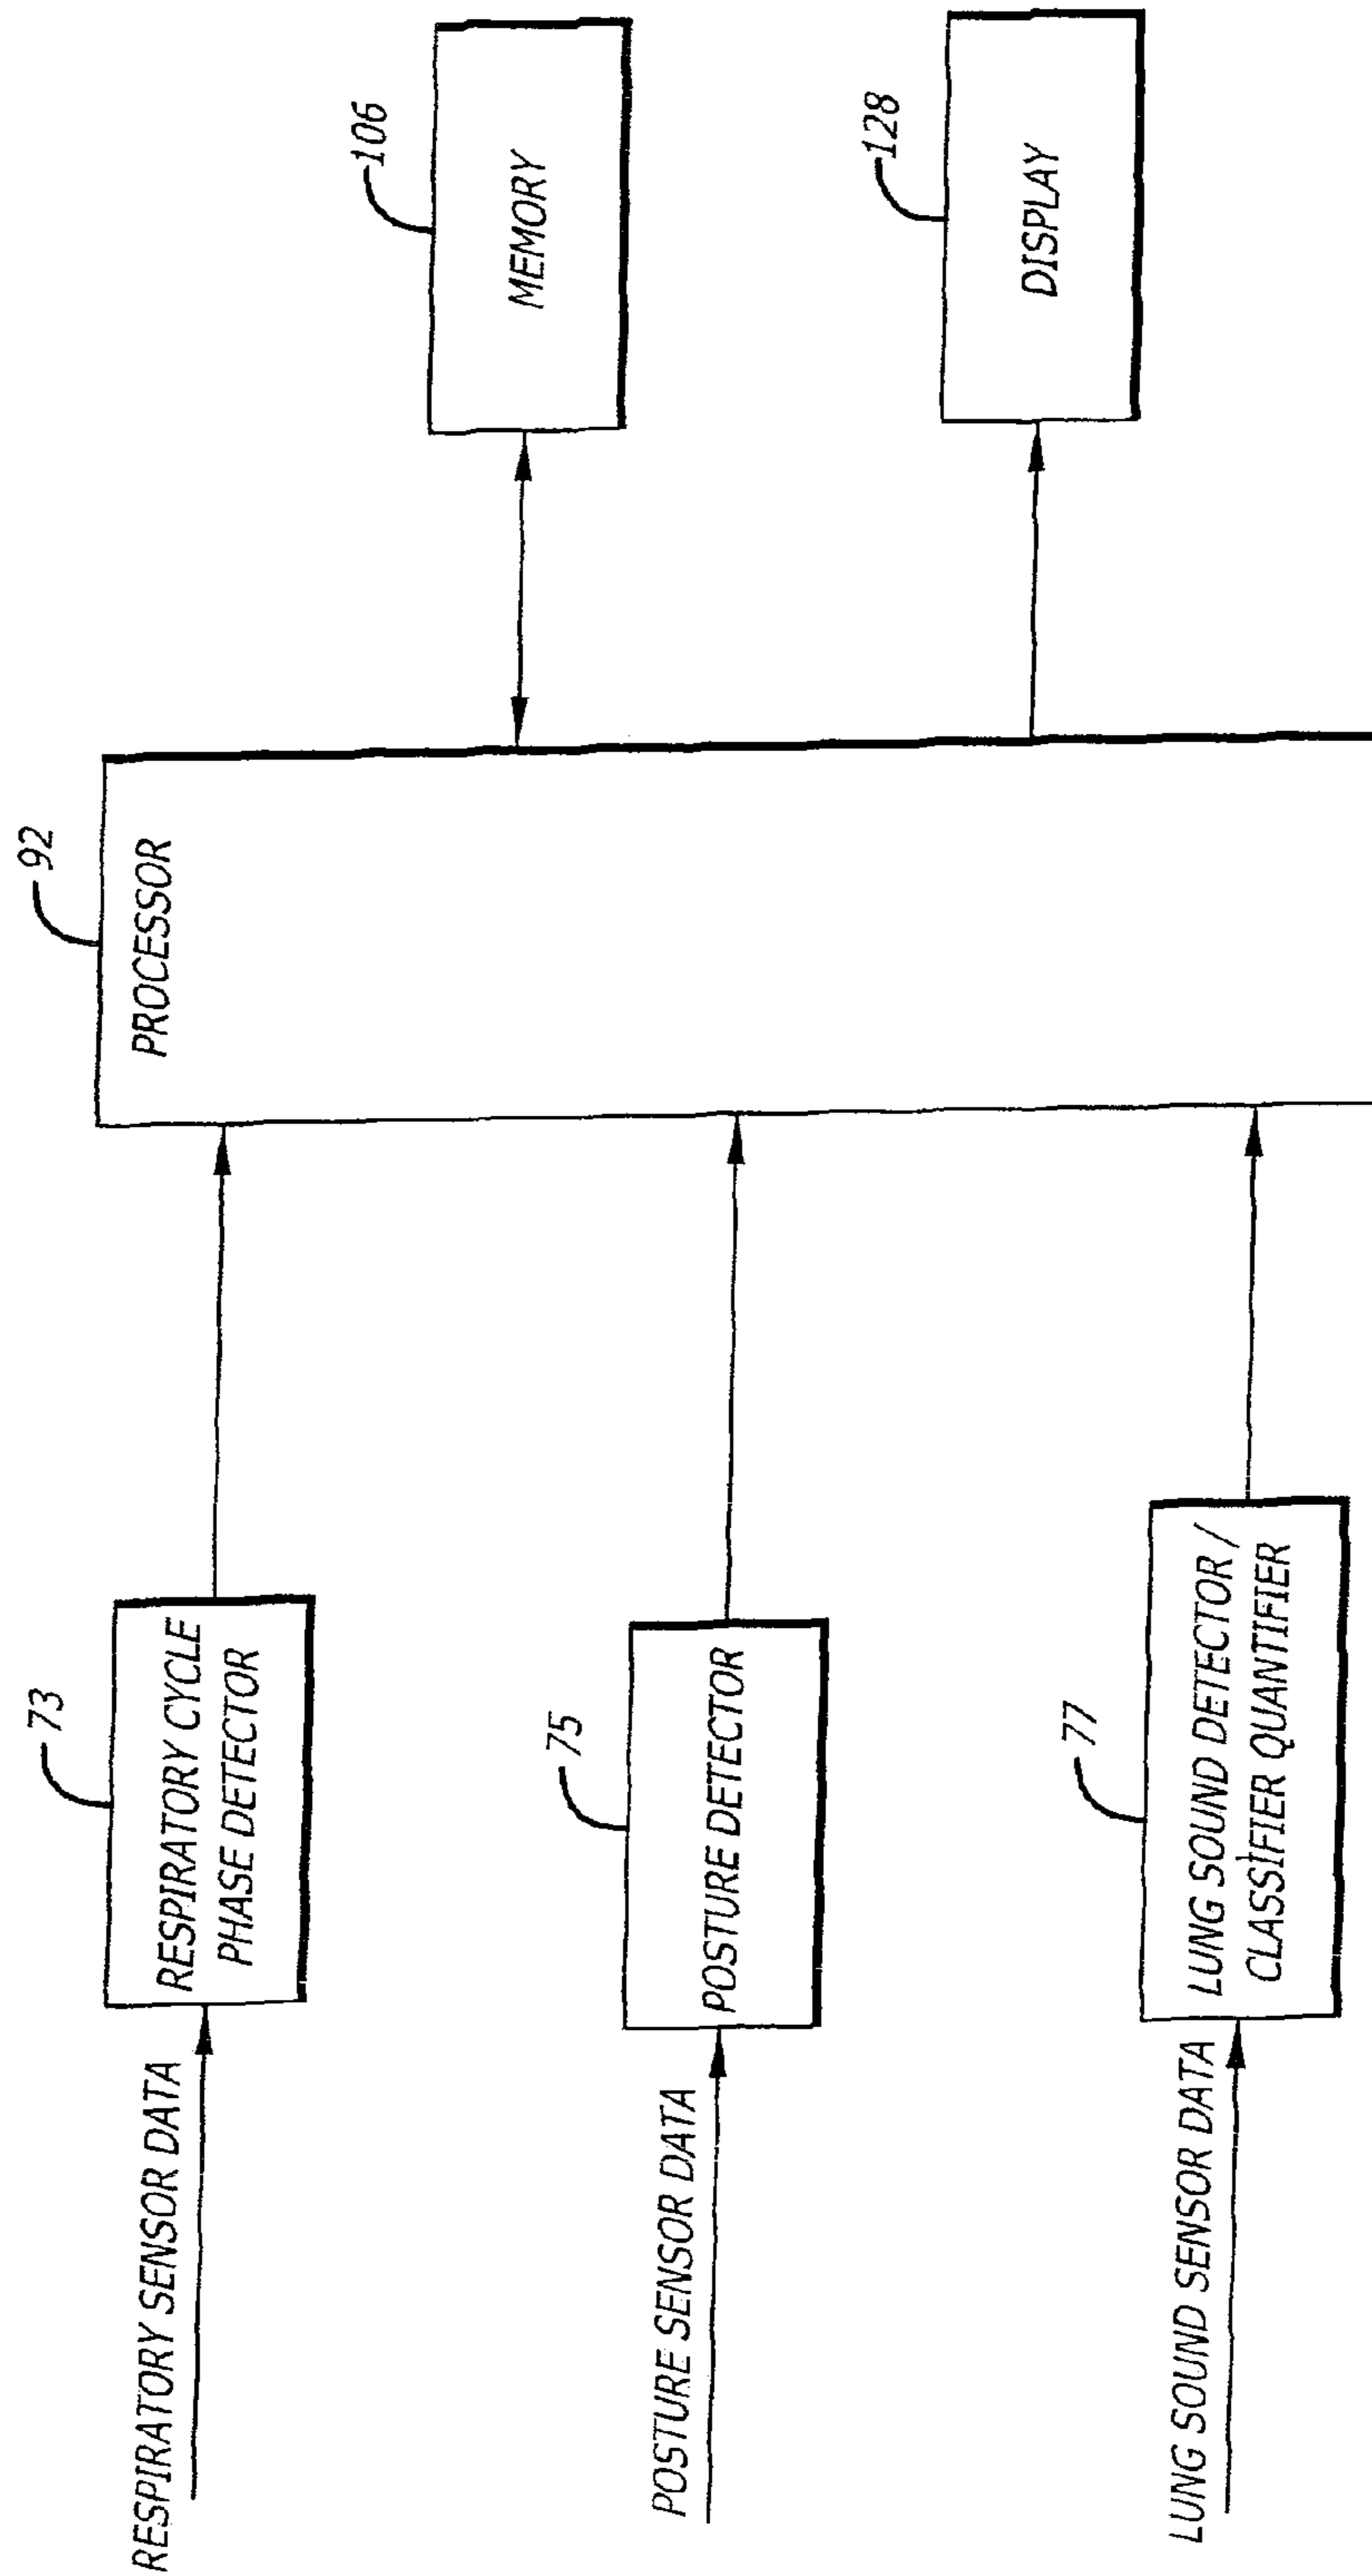 RESPIRATORY SENSOR DATA
73
RESPIRATORY CYCLE
PHASE DETECTOR
92
PROCESSOR
106
MEMORY
POSTURE SENSOR DATA
75
POSTURE DETECTOR
128
DISPLAY
LUNG SOUND SENSOR DATA
77
LUNG SOUND DETECTOR /
CLASSIFIER QUANTIFIER